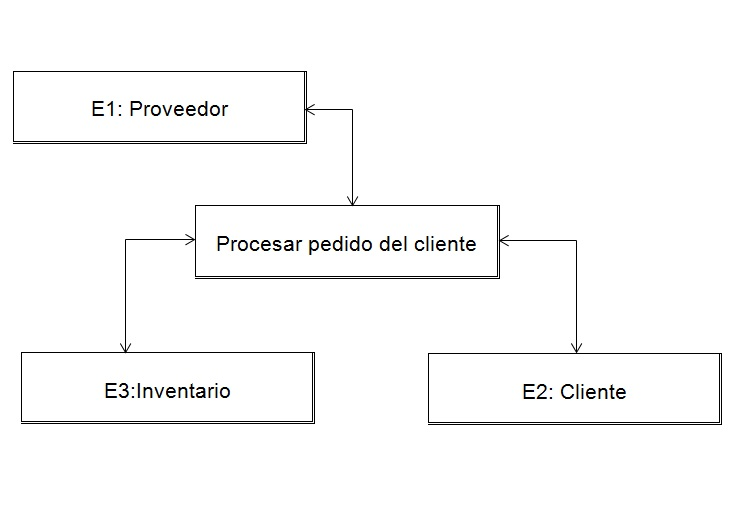 E1: Proveedor
Procesar pedido del cliente
E3:Inventario
E2: Cliente